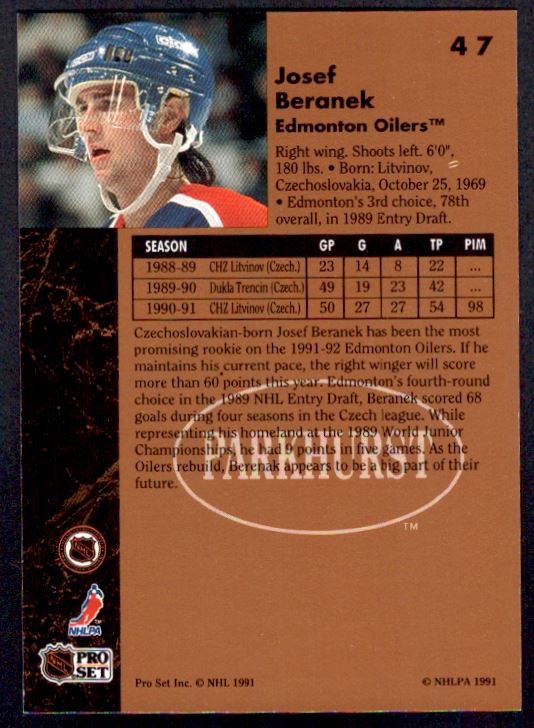 47
Josef
Beranek
Edmonton Oilers™
Right wing. Shoots left. 6'0",
180 lbs. • Born: Litvinov,
Czechoslovakia, October 25, 1969
• Edmonton's 3rd choice, 78th
overall, in 1989 Entry Draft.
SEASON GP G A TP PIM
1988-89 CHZ Litvinov (Czech.) 23 14 8 22 ...
1989-90 Dukla Trencin (Czech.) 49 19 23 42 ...
1990-91 CHZ Litvinov (Czech.) 50 27 27 54 98
Czechoslovakian-born Josef Beranek has been the most
promising rookie on the 1991-92 Edmonton Oilers. If he
maintains his current pace, the right winger will score
more than 60 points this year. Edmonton's fourth-round
choice in the 1989 NHL Entry Draft, Beranek scored 68
goals during four seasons in the Czech league. While
representing his homeland at the 1989 World Junior
Championships, he had 9 points in five games. As the
Oilers rebuild, Berenak appears to be a big part of their
future.
PARKHURST
TM
NHL
NHLPA
NHL PRO
SET
Pro Set Inc. © NHL 1991 © NHLPA 1991